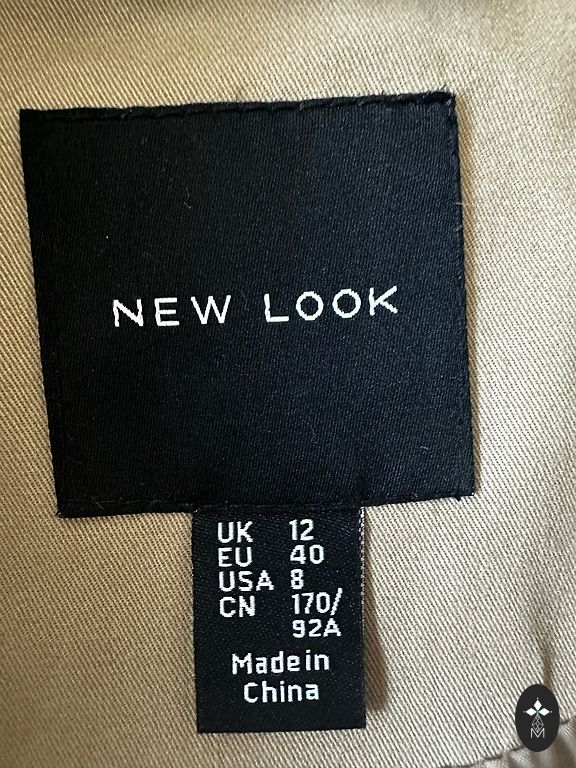 NEW LOOK
UK 12
EU 40
USA 8
CN 170/
92A
Made in
China
M